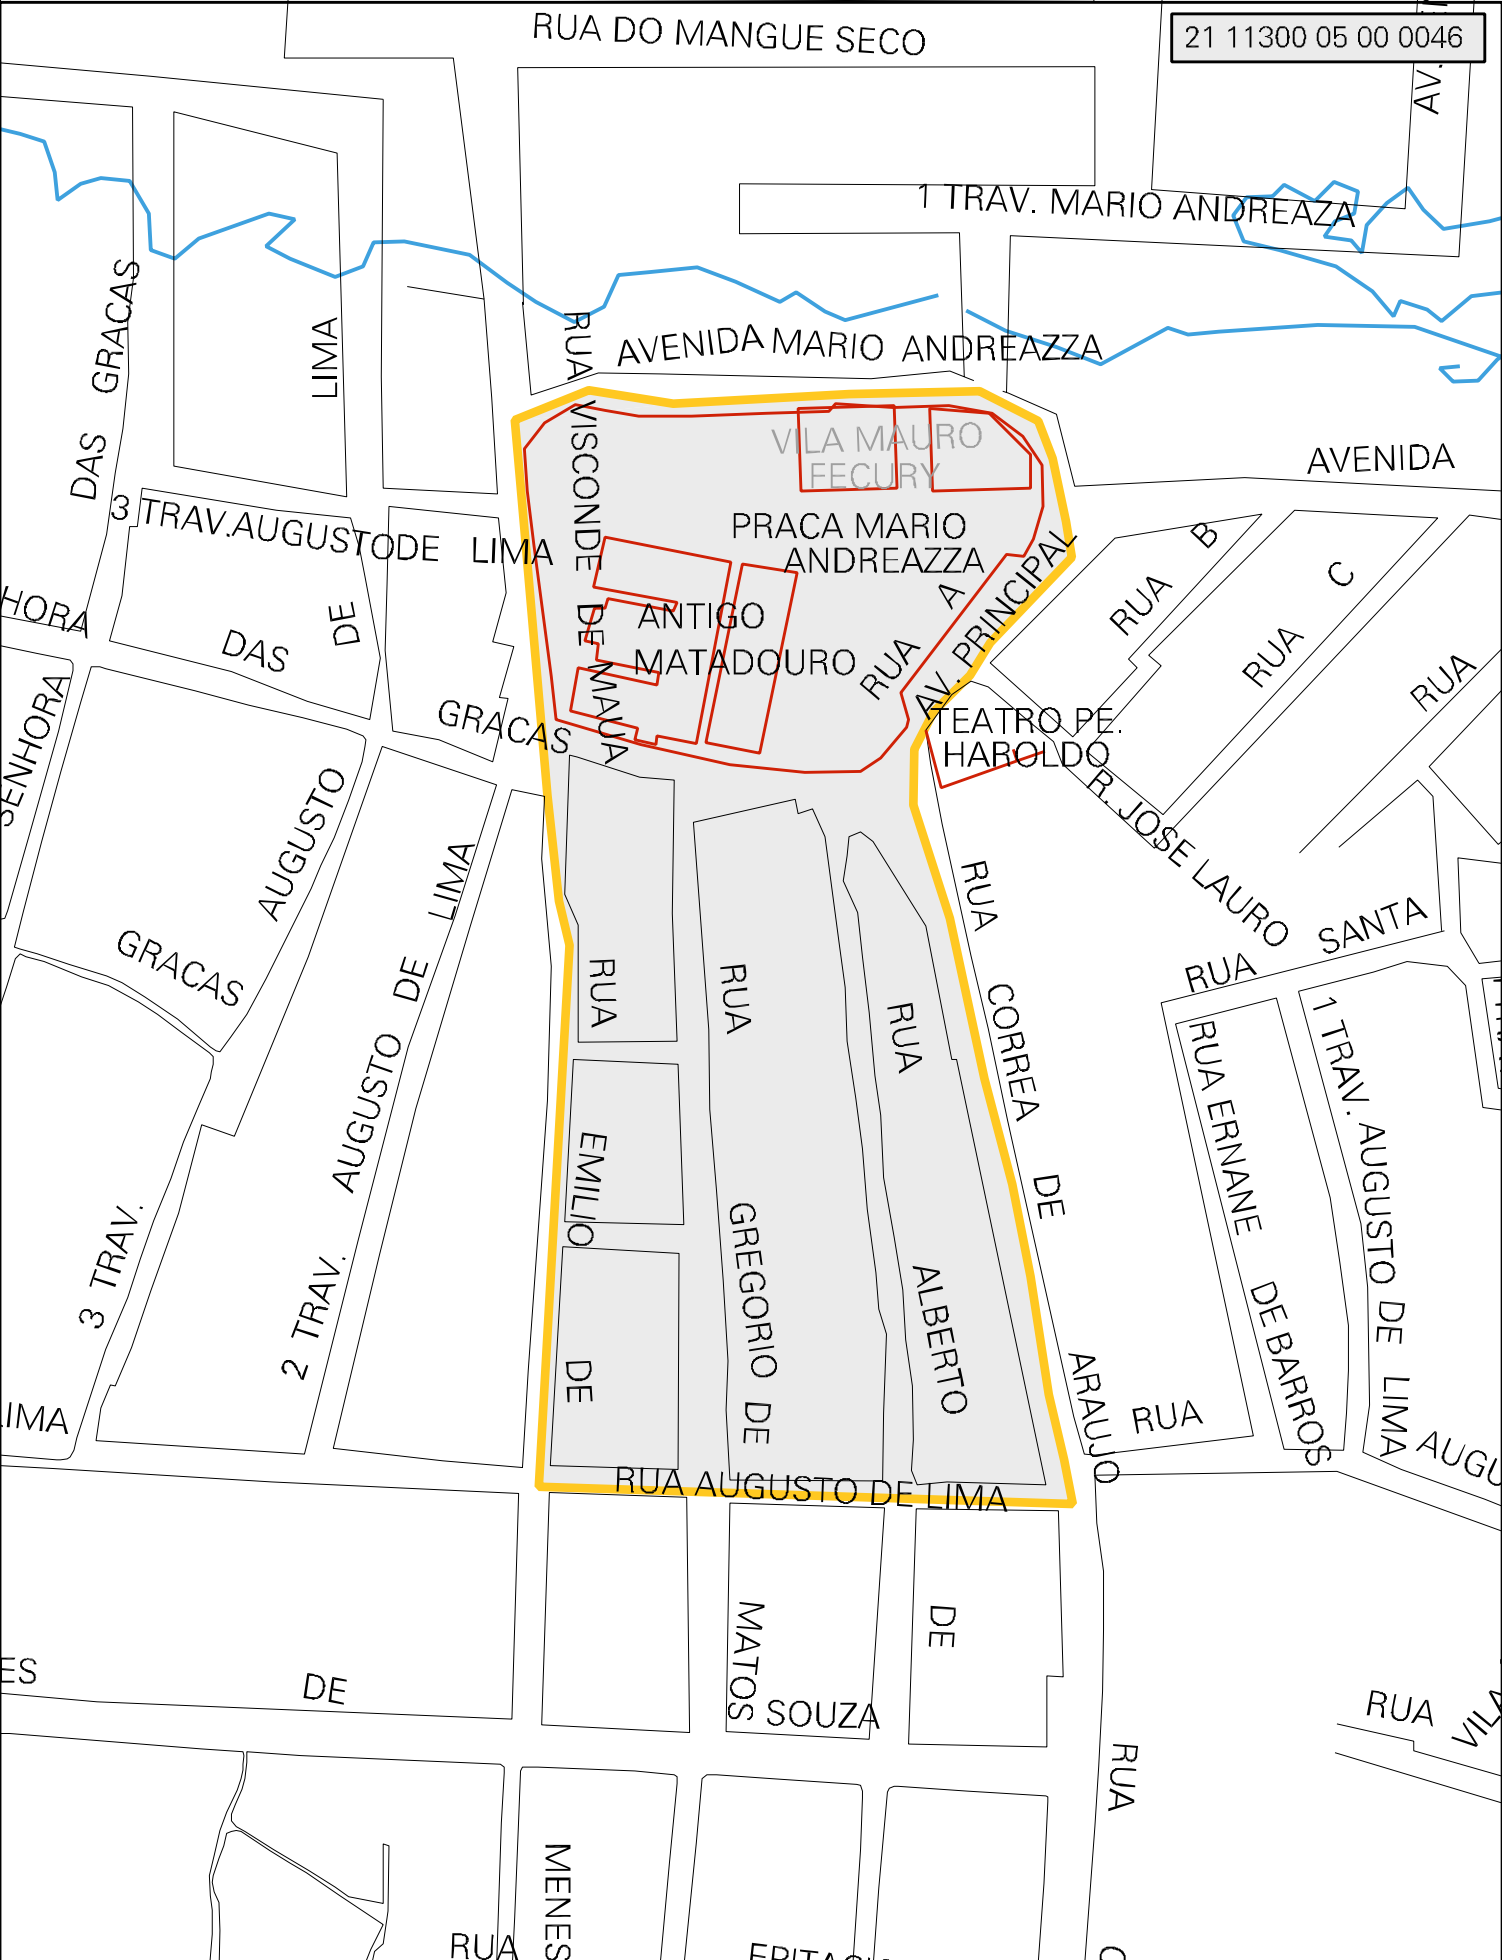 RUA DO MANGUE SECO
21 11300 05 00 0046
1 TRAV. MARIO ANDREAZA
DAS GRACAS
LIMA
RUA VISCONDE DE MAUA
AVENIDA MARIO ANDREAZZA
VILA MAURO
FECURY
AVENIDA
3 TRAV.AUGUSTODE LIMA
PRACA MARIO
ANDREAZZA
RUA B
RUA C
RUA
HORA
DAS
DE
ANTIGO
MATADOURO
RUA A
AV. PRINCIPAL
SENHORA
GRACAS
TEATRO PE.
HAROLDO
R. JOSE LAURO
AUGUSTO
LIMA
GRACAS
AUGUSTO DE
RUA SANTA
RUA
RUA
RUA
RUA CORREA DE ARAUJO
RUA ERNANE DE BARROS
1 TRAV. AUGUSTO DE LIMA
EMILIO
DE
GREGORIO DE
ALBERTO
3 TRAV.
2 TRAV.
IMA
RUA
AUGU
RUA AUGUSTO DE LIMA
MATOS
DE
ES
DE
SOUZA
RUA
VILA
RUA
MENES
RUA